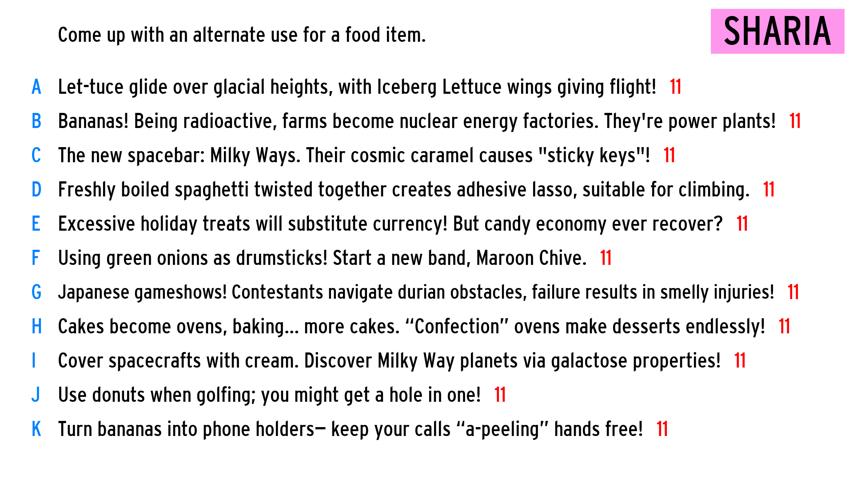 Come up with an alternate use for a food item.
SHARIA
A Let-tuce glide over glacial heights, with Iceberg Lettuce wings giving flight! 11
B Bananas! Being radioactive, farms become nuclear energy factories. They're power plants! 11
C The new spacebar: Milky Ways. Their cosmic caramel causes "sticky keys"! 11
D Freshly boiled spaghetti twisted together creates adhesive lasso, suitable for climbing. 11
E Excessive holiday treats will substitute currency! But candy economy ever recover? 11
F Using green onions as drumsticks! Start a new band, Maroon Chive. 11
G Japanese gameshows! Contestants navigate durian obstacles, failure results in smelly injuries! 11
H Cakes become ovens, baking... more cakes. “Confection” ovens make desserts endlessly! 11
I Cover spacecrafts with cream. Discover Milky Way planets via galactose properties! 11
J Use donuts when golfing; you might get a hole in one! 11
K Turn bananas into phone holders– keep your calls “a-peeling” hands free! 11